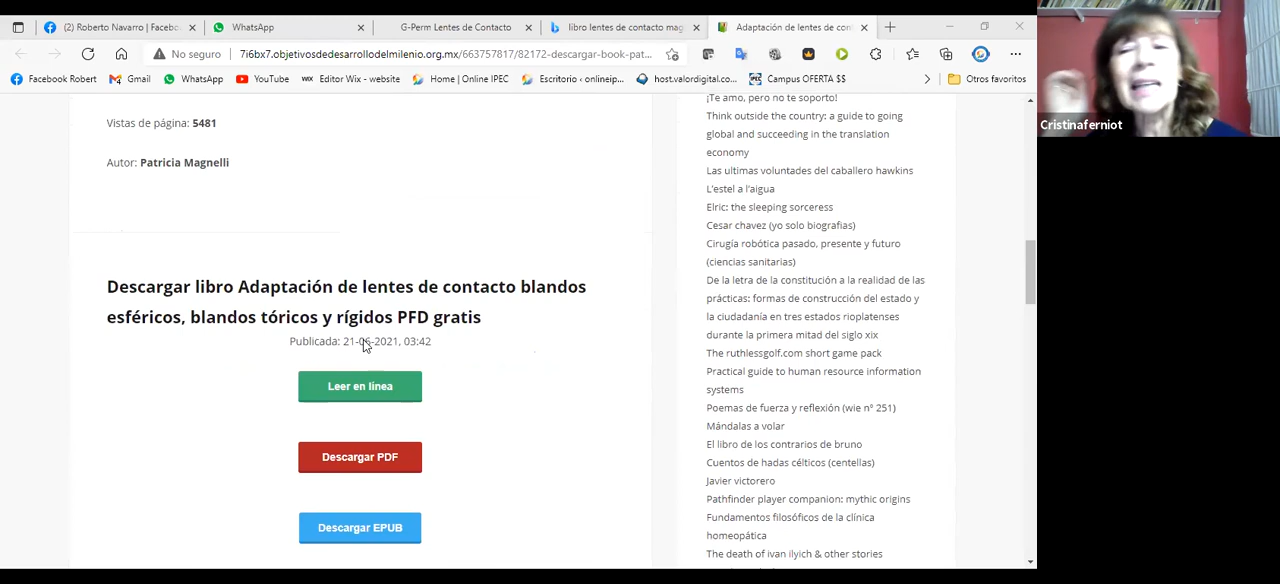 (2) Roberto Navarro | Faceboo
WhatsApp
G-Perm Lentes de Contacto
libro lentes de contacto mag
Adaptación de lentes de cont
No seguro
7i6bx7.objetivosdedesarrollodelmilenio.org.mx/663757817/82172-descargar-book-pat...
Facebook Robert
Gmail
WhatsApp
YouTube
Editor Wix - website
Home | Online IPEC
Escritorio ‹ onlineip...
host.valordigital.c...
Campus OFERTA $$
Otros favoritos
Cristinaferniot
Vistas de página: 5481
Autor: Patricia Magnelli
Descargar libro Adaptación de lentes de contacto blandos
esféricos, blandos tóricos y rígidos PFD gratis
Publicada: 21-06-2021, 03:42
Leer en línea
Descargar PDF
Descargar EPUB
¡Te amo, pero no te soporto!
Think outside the country: a guide to going
global and succeeding in the translation
economy
Las ultimas voluntades del caballero hawkins
L'estel a l'aigua
Elric: the sleeping sorceress
Cesar chavez (yo solo biografias)
Cirugía robótica pasado, presente y futuro
(ciencias sanitarias)
De la letra de la constitución a la realidad de las
prácticas: formas de construcción del estado y
la ciudadanía en tres estados rioplatenses
durante la primera mitad del siglo xix
The ruthlessgolf.com short game pack
Practical guide to human resource information
systems
Poemas de fuerza y reflexión (wie nº 251)
Mándalas a volar
El libro de los contrarios de bruno
Cuentos de hadas célticos (centellas)
Javier victorero
Pathfinder player companion: mythic origins
Fundamentos filosóficos de la clínica
homeopática
The death of ivan ilyich & other stories